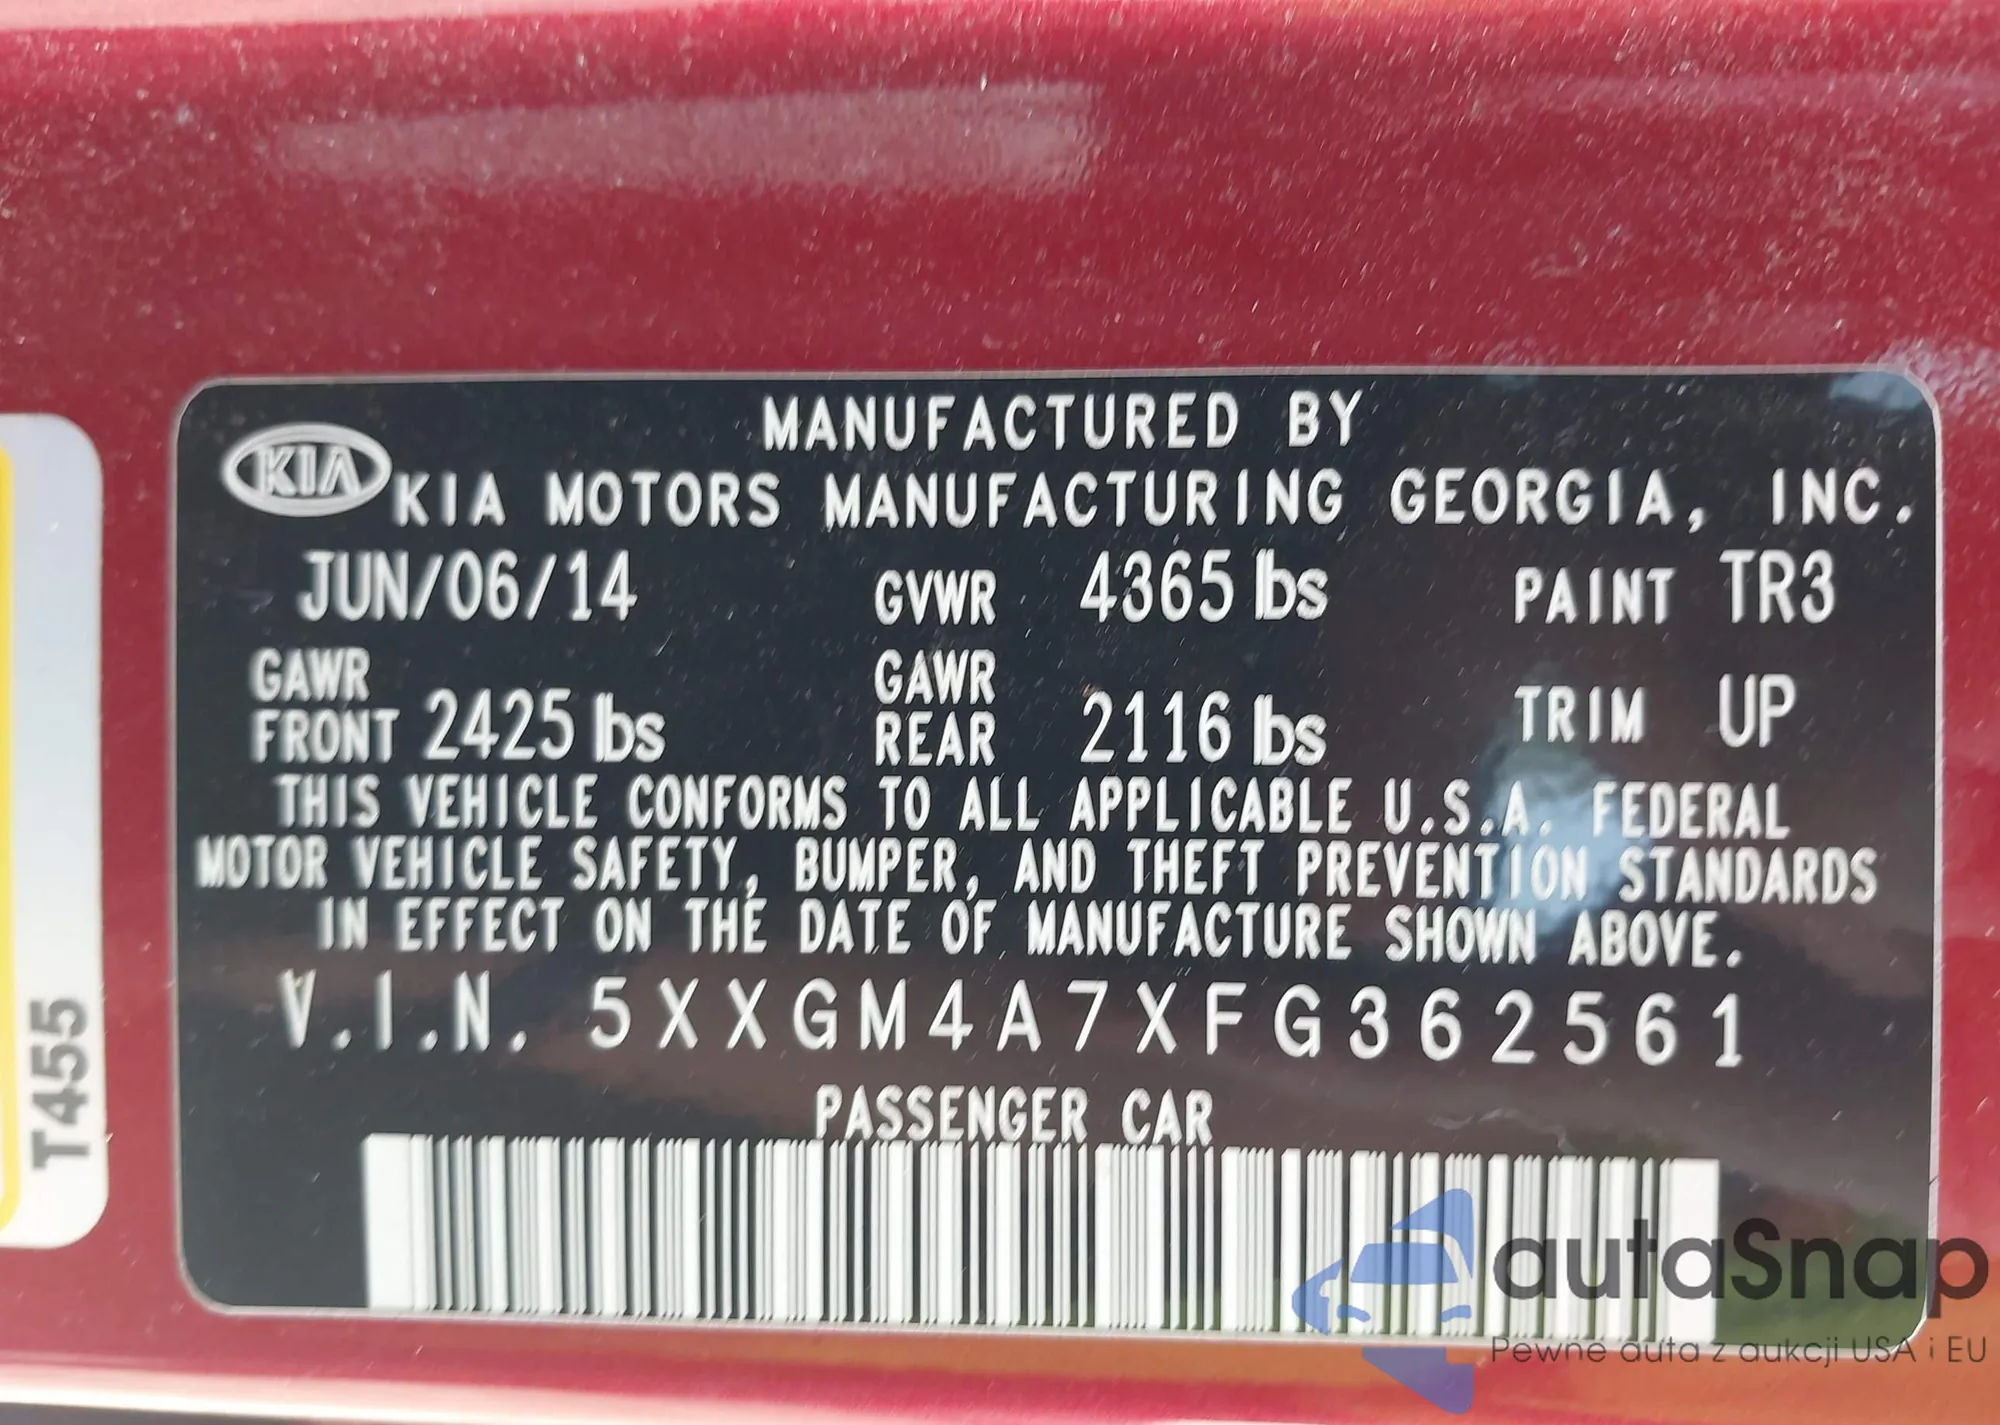 MANUFACTURED BY
KIA KIA MOTORS MANUFACTURING GEORGIA, INC.
JUN/06/14 GVWR 4365 lbs PAINT TR3
GAWR FRONT 2425 lbs GAWR REAR 2116 lbs TRIM UP
THIS VEHICLE CONFORMS TO ALL APPLICABLE U.S.A. FEDERAL
MOTOR VEHICLE SAFETY, BUMPER, AND THEFT PREVENTION STANDARDS
IN EFFECT ON THE DATE OF MANUFACTURE SHOWN ABOVE.
V.I.N. 5XXGM4A7XFG362561
PASSENGER CAR
T455
autaSnap
Pewne auta z aukcji USA i EU